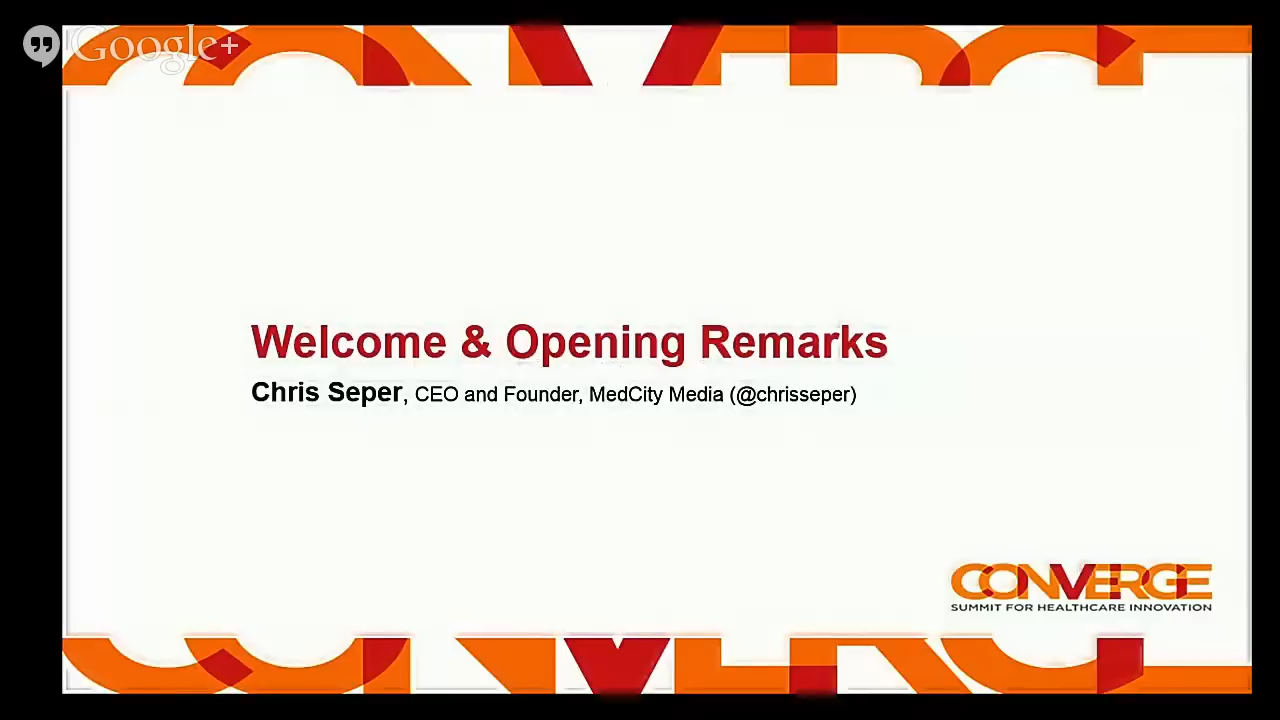 Google+
Welcome & Opening Remarks
Chris Seper, CEO and Founder, MedCity Media (@chrisseper)
CONVERGE
SUMMIT FOR HEALTHCARE INNOVATION